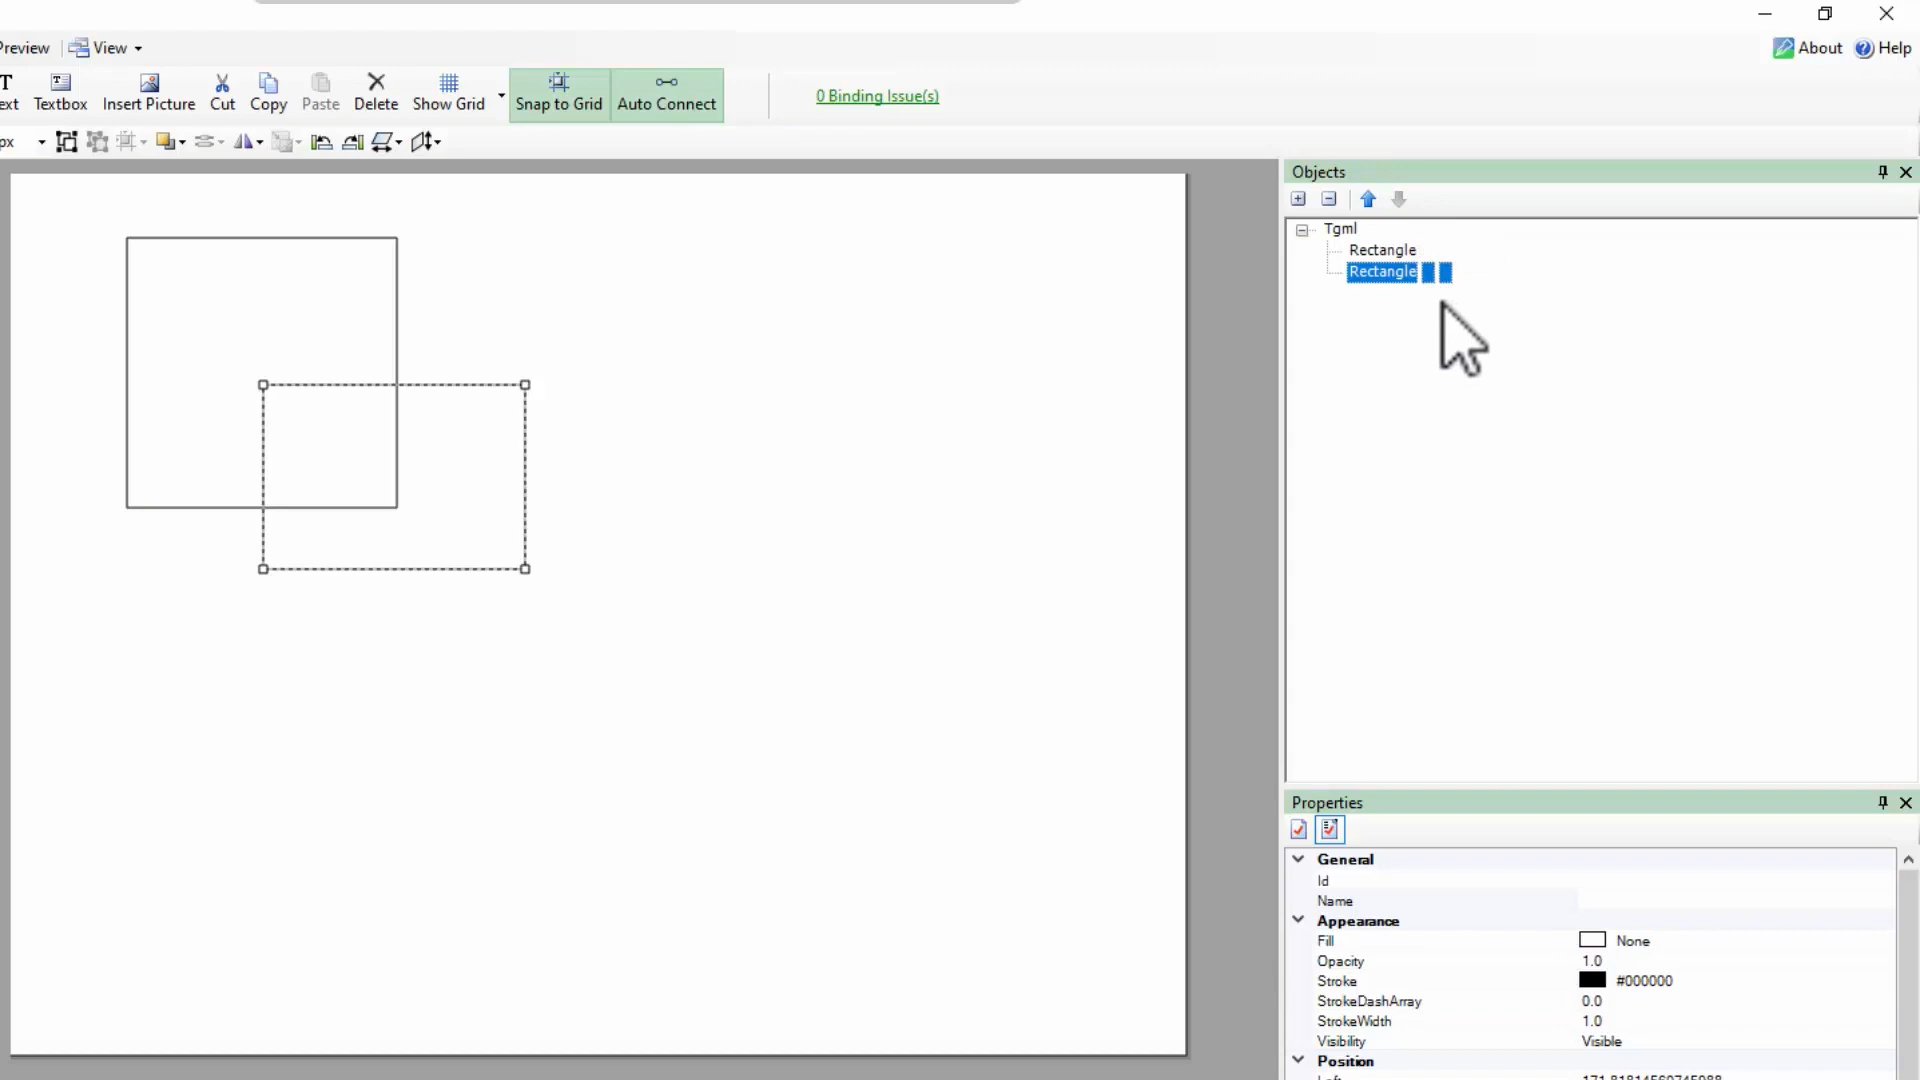 Preview View About Help
Textbox Insert Picture Cut Copy Paste Delete Show Grid Snap to Grid Auto Connect 0 Binding Issue(s)
px
Objects
Tgml
Rectangle
Rectangle
Properties
General
Id
Name
Appearance
Fill None
Opacity 1.0
Stroke #000000
StrokeDashArray 0.0
StrokeWidth 1.0
Visibility Visible
Position